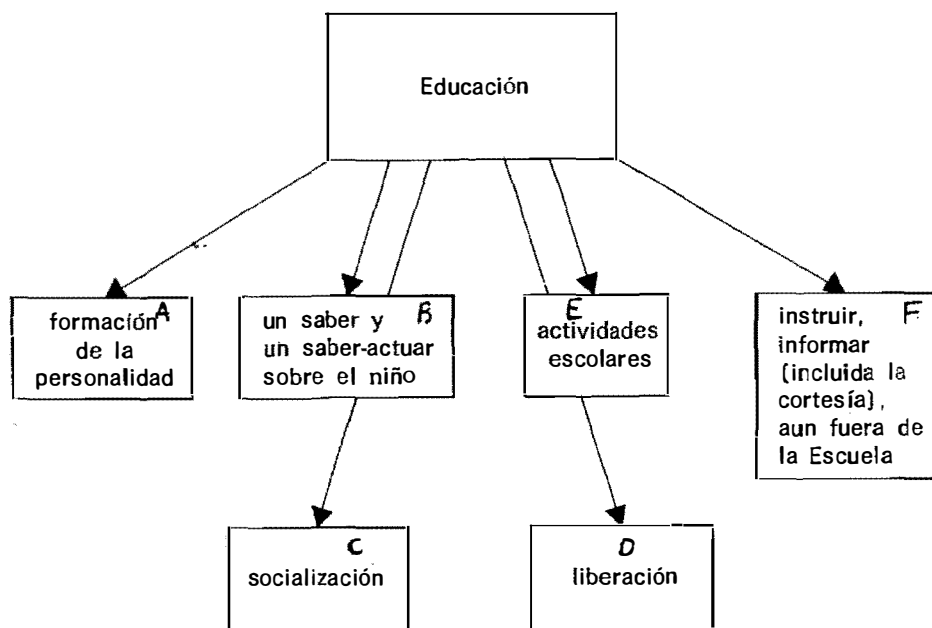 Educación
formación A
de la
personalidad
un saber y B
un saber-actuar
sobre el niño
E
actividades
escolares
instruir, F
informar
(incluida la
cortesía),
aun fuera de
la Escuela
C
socialización
D
liberación